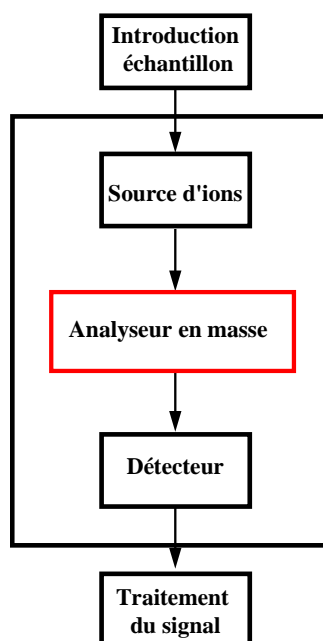 Introduction
échantillon
Source d'ions
Analyseur en masse
Détecteur
Traitement
du signal